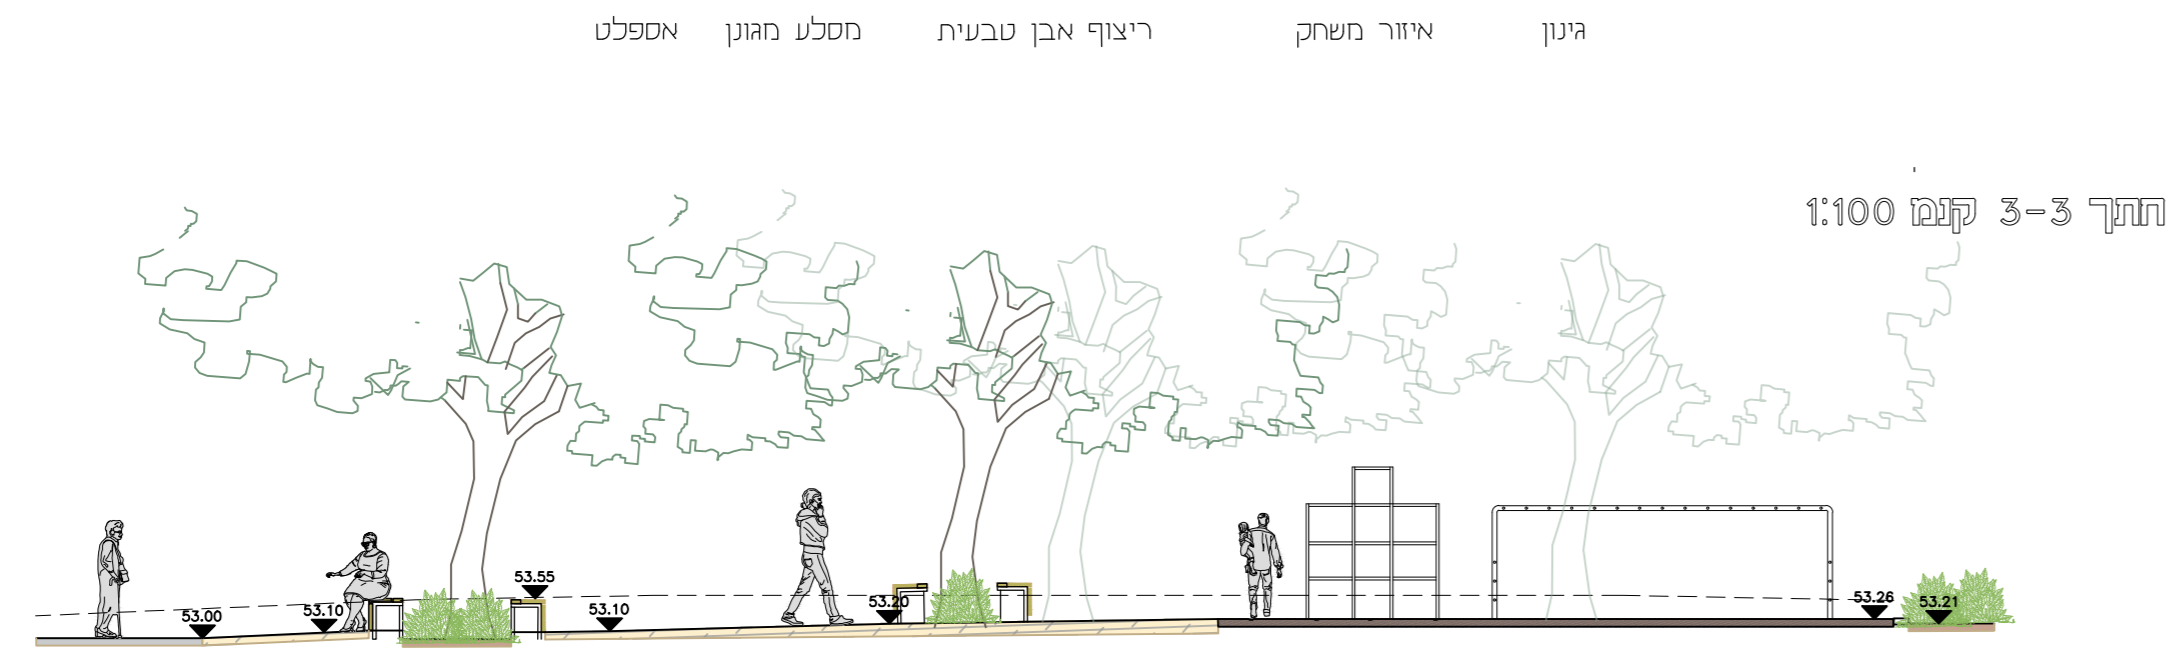 גינון
איזור משחק
ריצוף אבן טבעית
מסלע מגונן
אספלט
חתך 3-3 קנמ 1:100
53.00
53.10
53.55
53.10
53.20
53.26
53.21